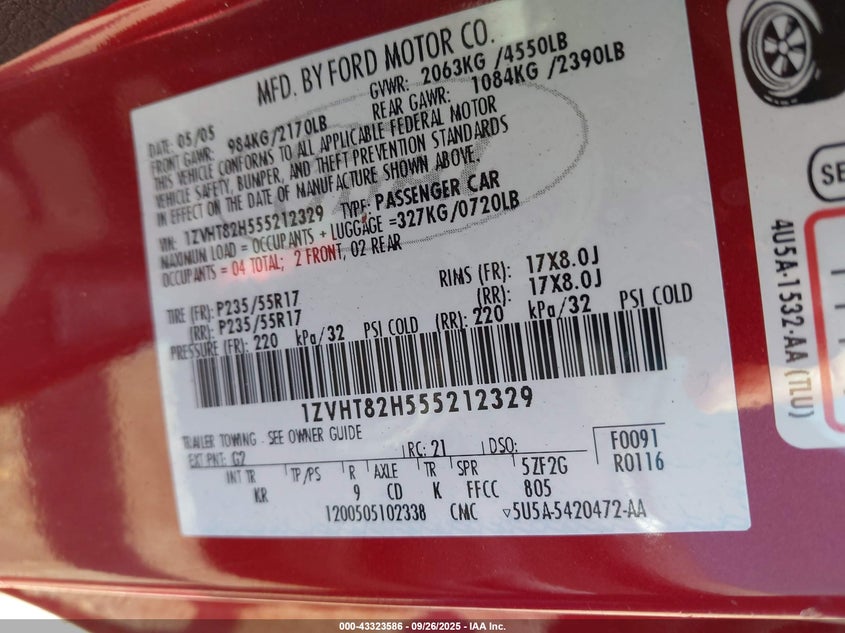 MFD. BY FORD MOTOR CO.
DATE: 05/05 GVWR: 2063KG /4550LB
FRONT GAWR: 984KG/2170LB REAR GAWR: 1084KG /2390LB
THIS VEHICLE CONFORMS TO ALL APPLICABLE FEDERAL MOTOR
VEHICLE SAFETY, BUMPER, AND THEFT PREVENTION STANDARDS
IN EFFECT ON THE DATE OF MANUFACTURE SHOWN ABOVE.
VIN: 1ZVHT82H555212329 TYPE: PASSENGER CAR
MAXIMUM LOAD = OCCUPANTS + LUGGAGE =327KG/0720LB
OCCUPANTS = 04 TOTAL; 2 FRONT, 02 REAR
TIRE (FR): P235/55R17 RIMS (FR): 17X8.0J
(RR): P235/55R17 (RR): 17X8.0J
PRESSURE (FR): 220 kPa/32 PSI COLD (RR): 220 kPa/32 PSI COLD
1ZVHT82H555212329
TRAILER TOWING - SEE OWNER GUIDE
EXT PNT: G2 RC: 21 DSO: F0091
INT TR TP/PS R AXLE TR SPR 5ZF2G R0116
KR 9 CD K FFCC 805
1200505102338 CMC ▽5U5A-5420472-AA
4U5A-1532-AA (TLU)
000-43323586 - 09/26/2025 - IAA Inc.